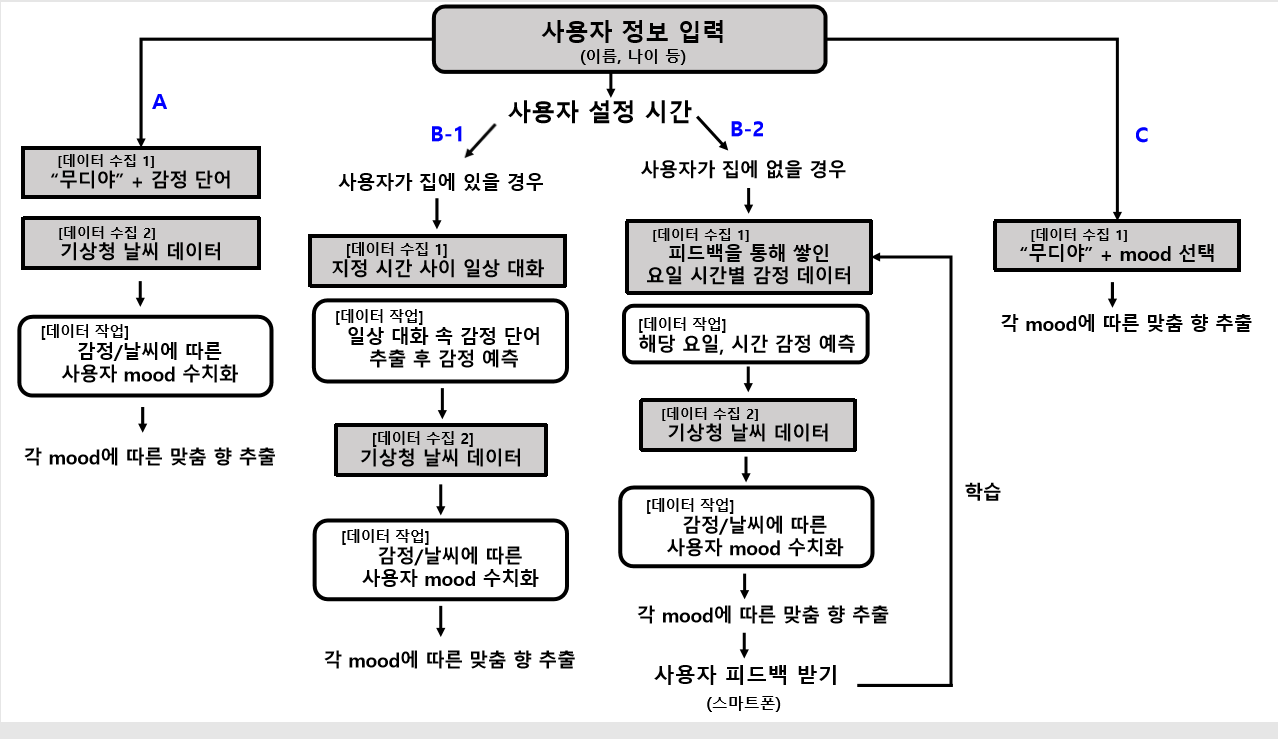 사용자 정보 입력
(이름, 나이 등)
사용자 설정 시간
A
[데이터 수집 1]
“무디야” + 감정 단어
[데이터 수집 2]
기상청 날씨 데이터
[데이터 작업]
감정/날씨에 따른
사용자 mood 수치화
각 mood에 따른 맞춤 향 추출
B-1
사용자가 집에 있을 경우
[데이터 수집 1]
지정 시간 사이 일상 대화
[데이터 작업]
일상 대화 속 감정 단어
추출 후 감정 예측
[데이터 수집 2]
기상청 날씨 데이터
[데이터 작업]
감정/날씨에 따른
사용자 mood 수치화
각 mood에 따른 맞춤 향 추출
B-2
사용자가 집에 없을 경우
[데이터 수집 1]
피드백을 통해 쌓인
요일 시간별 감정 데이터
[데이터 작업]
해당 요일, 시간 감정 예측
[데이터 수집 2]
기상청 날씨 데이터
[데이터 작업]
감정/날씨에 따른
사용자 mood 수치화
각 mood에 따른 맞춤 향 추출
사용자 피드백 받기
(스마트폰)
학습
C
[데이터 수집 1]
“무디야” + mood 선택
각 mood에 따른 맞춤 향 추출